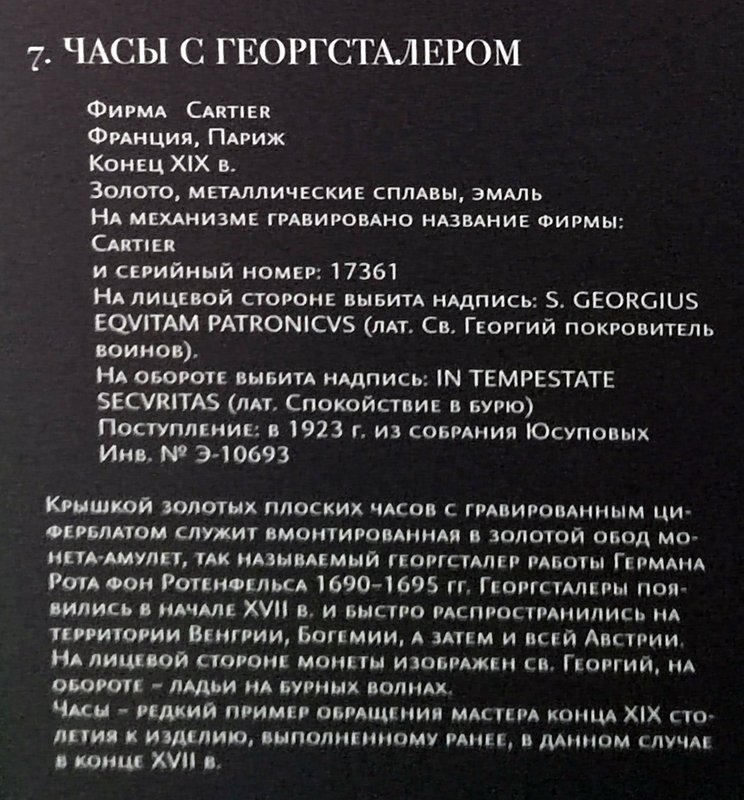 7. ЧАСЫ С ГЕОРГСТАЛЕРОМ
Фирма Cartier
Франция, Париж
Конец XIX в.
Золото, металлические сплавы, эмаль
На механизме гравировано название фирмы:
Cartier
и серийный номер: 17361
На лицевой стороне выбита надпись: S. GEORGIUS
EQVITAM PATRONICVS (лат. Св. Георгий покровитель
воинов).
На обороте выбита надпись: IN TEMPESTATE
SECVRITAS (лат. Спокойствие в бурю)
Поступление: в 1923 г. из собрания Юсуповых
Инв. № Э-10693
Крышкой золотых плоских часов с гравированным ци-
ферблатом служит вмонтированная в золотой обод мо-
нета-амулет, так называемый георгсталер работы Германа
Рота фон Ротенфельса 1690–1695 гг. Георгсталеры поя-
вились в начале XVII в. и быстро распространились на
территории Венгрии, Богемии, а затем и всей Австрии.
На лицевой стороне монеты изображен св. Георгий, на
обороте – ладьи на бурных волнах.
Часы – редкий пример обращения мастера конца XIX сто-
летия к изделию, выполненному ранее, в данном случае
в конце XVII в.